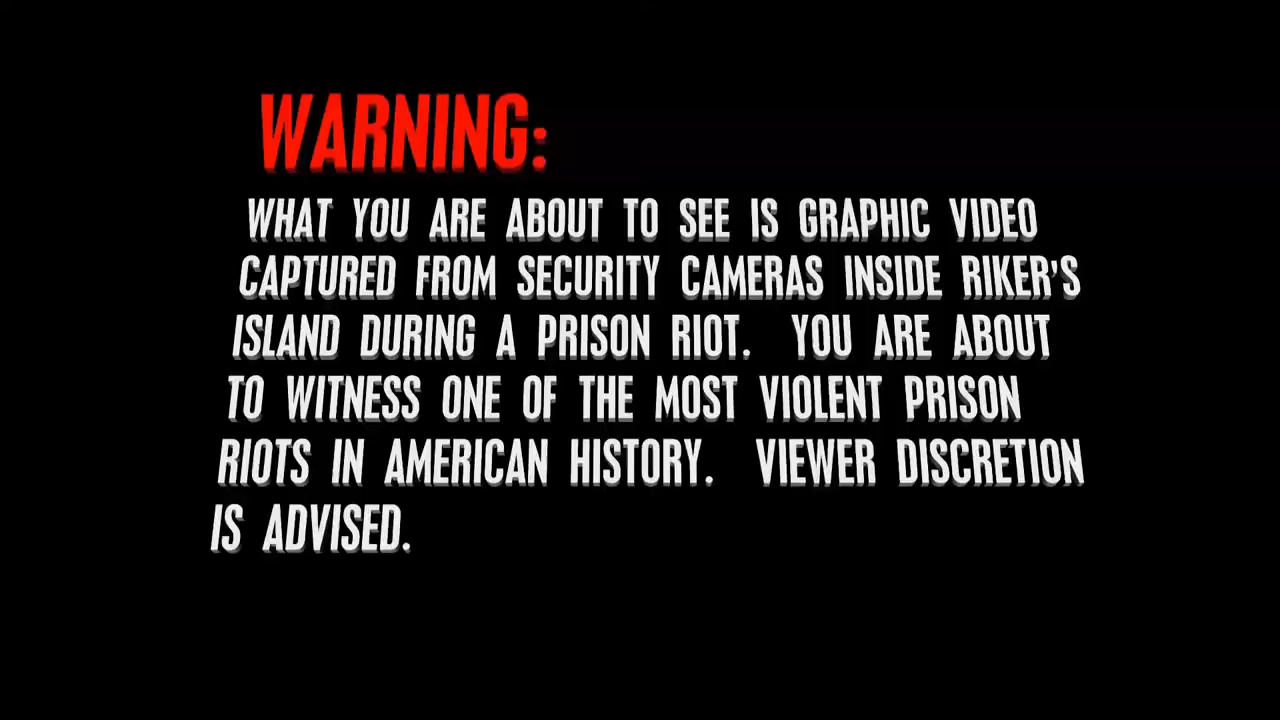 WARNING:
WHAT YOU ARE ABOUT TO SEE IS GRAPHIC VIDEO
CAPTURED FROM SECURITY CAMERAS INSIDE RIKER'S
ISLAND DURING A PRISON RIOT. YOU ARE ABOUT
TO WITNESS ONE OF THE MOST VIOLENT PRISON
RIOTS IN AMERICAN HISTORY. VIEWER DISCRETION
IS ADVISED.